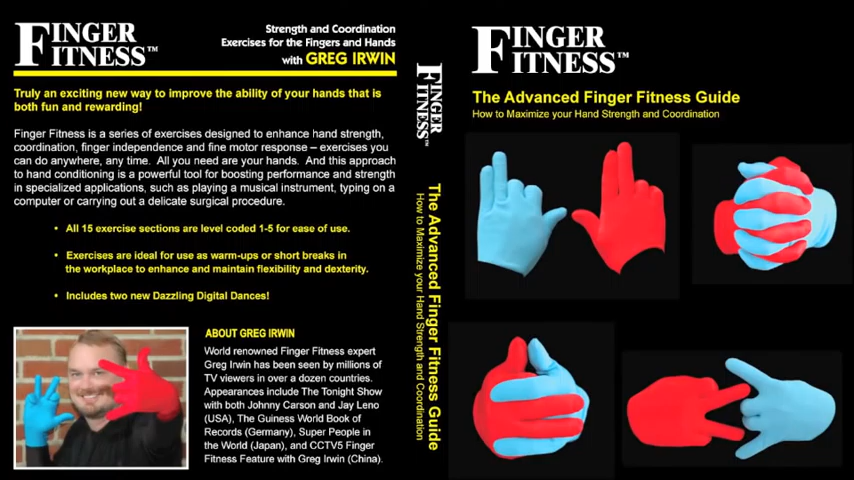 FINGER
FITNESS™
Strength and Coordination
Exercises for the Fingers and Hands
with GREG IRWIN
Truly an exciting new way to improve the ability of your hands that is
both fun and rewarding!
Finger Fitness is a series of exercises designed to enhance hand strength,
coordination, finger independence and fine motor response – exercises you
can do anywhere, any time. All you need are your hands. And this approach
to hand conditioning is a powerful tool for boosting performance and strength
in specialized applications, such as playing a musical instrument, typing on a
computer or carrying out a delicate surgical procedure.
• All 15 exercise sections are level coded 1-5 for ease of use.
• Exercises are ideal for use as warm-ups or short breaks in
the workplace to enhance and maintain flexibility and dexterity.
• Includes two new Dazzling Digital Dances!
ABOUT GREG IRWIN
World renowned Finger Fitness expert
Greg Irwin has been seen by millions of
TV viewers in over a dozen countries.
Appearances include The Tonight Show
with both Johnny Carson and Jay Leno
(USA), The Guiness World Book of
Records (Germany), Super People in
the World (Japan), and CCTV5 Finger
Fitness Feature with Greg Irwin (China).
FINGER
FITNESS™
The Advanced Finger Fitness Guide
How to Maximize your Hand Strength and Coordination
FINGER
FITNESS™
The Advanced Finger Fitness Guide
How to Maximize your Hand Strength and Coordination